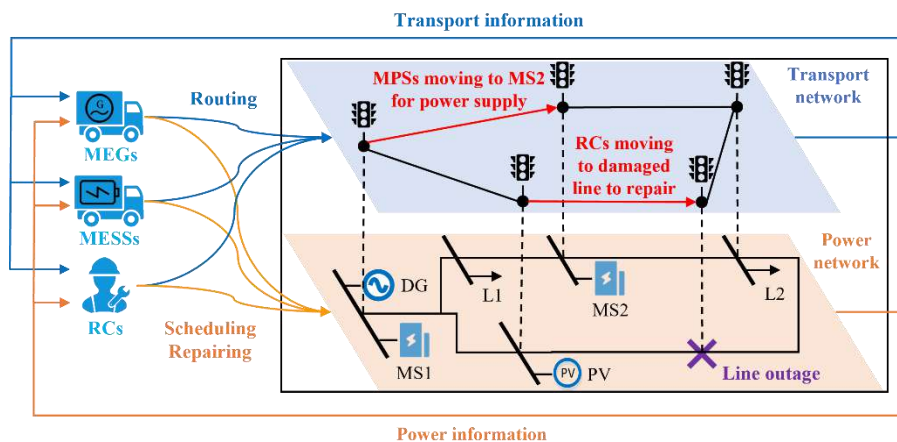 Transport information
MPSs moving to MS2
for power supply
Transport
network
G
Routing
MEGs
RCs moving
to damaged
line to repair
MESSs
Power
network
DG
L1
MS2
L2
RCs
Scheduling
Repairing
MS1
PV
PV
Line outage
Power information